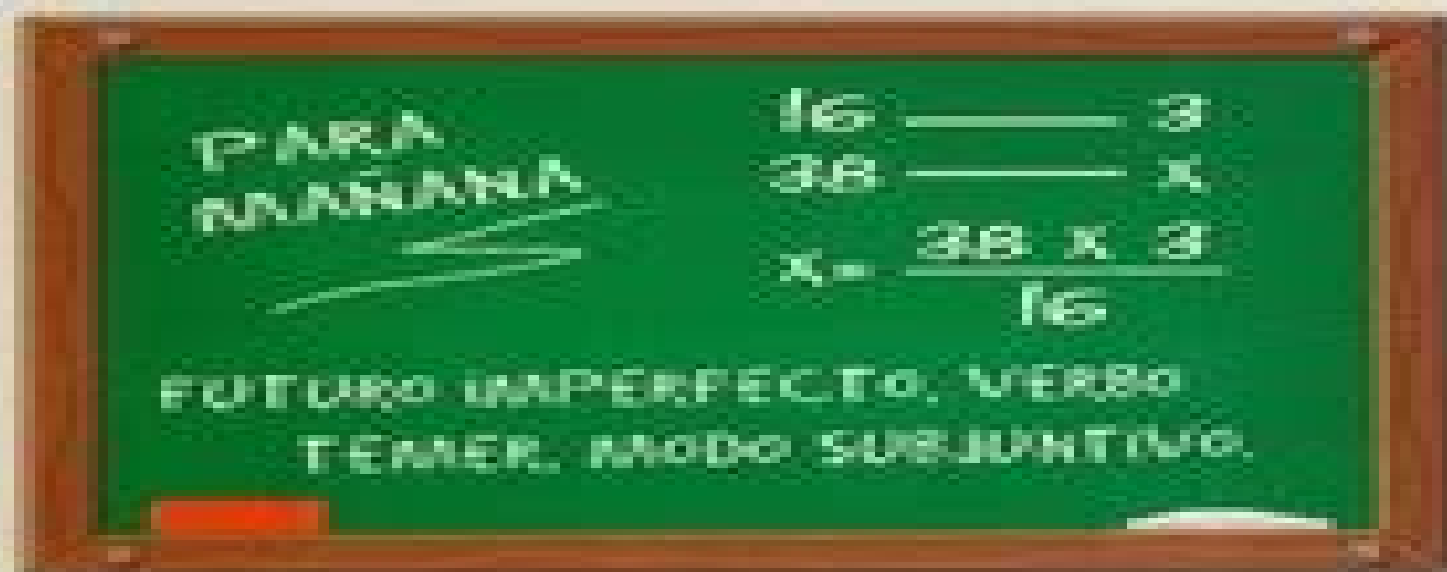 PARA
MAÑANA
16 — 3
38 — x
x= 38 x 3
16
FUTURO IMPERFECTO. VERBO
TEMER. MODO SUBJUNTIVO.